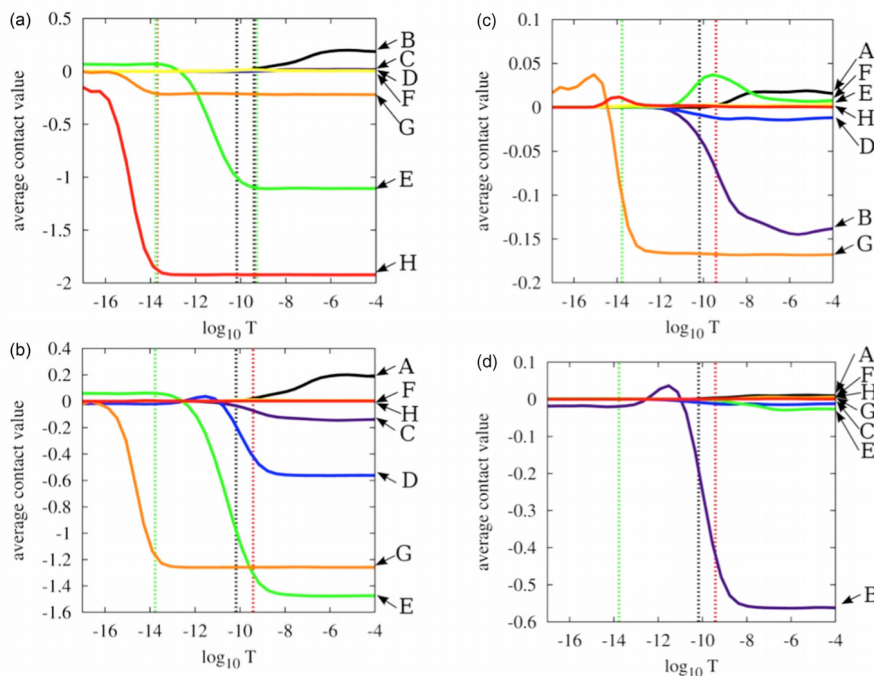 (a)
0.5
0
-0.5
-1
-1.5
-2
average contact value
-16 -14 -12 -10 -8 -6 -4
log10 T
B
C
D
F
G
E
H
(b)
0.4
0.2
0
-0.2
-0.4
-0.6
-0.8
-1
-1.2
-1.4
-1.6
average contact value
-16 -14 -12 -10 -8 -6 -4
log10 T
A
F
H
C
D
G
E
(c)
0.1
0.05
0
-0.05
-0.1
-0.15
-0.2
average contact value
-16 -14 -12 -10 -8 -6 -4
log10 T
A
F
E
H
D
B
G
(d)
0.1
0
-0.1
-0.2
-0.3
-0.4
-0.5
-0.6
average contact value
-16 -14 -12 -10 -8 -6 -4
log10 T
A
F
H
G
C
E
B